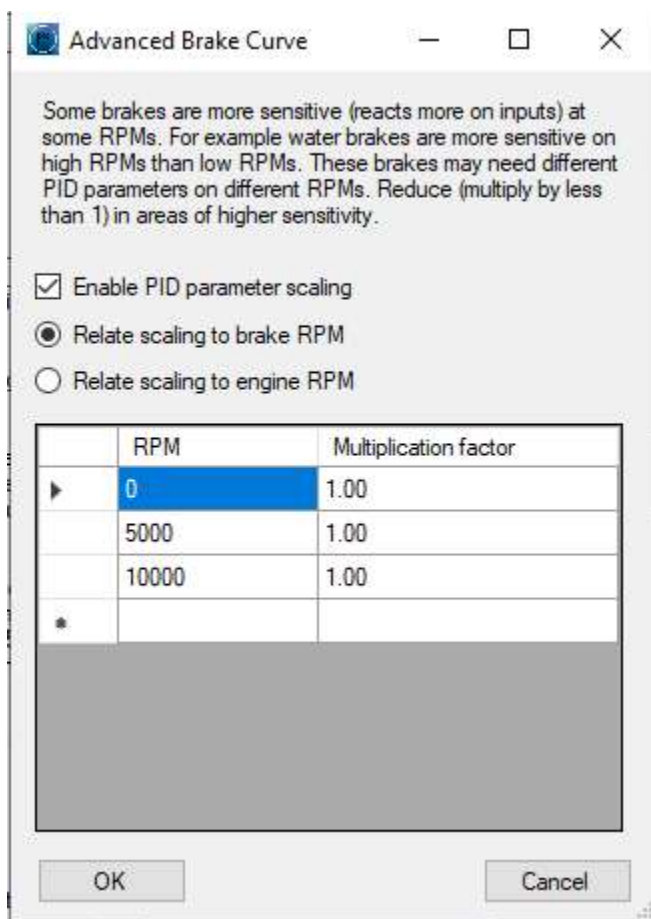 Advanced Brake Curve
Some brakes are more sensitive (reacts more on inputs) at
some RPMs. For example water brakes are more sensitive on
high RPMs than low RPMs. These brakes may need different
PID parameters on different RPMs. Reduce (multiply by less
than 1) in areas of higher sensitivity.
Enable PID parameter scaling
Relate scaling to brake RPM
Relate scaling to engine RPM
RPM Multiplication factor
0 1.00
5000 1.00
10000 1.00
OK Cancel